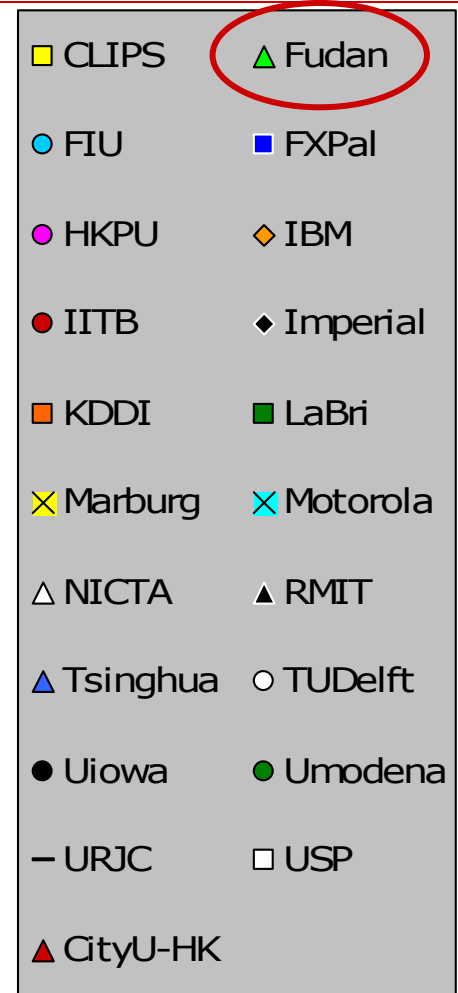 CLIPS Fudan
FIU FXPal
HKPU IBM
IITB Imperial
KDDI LaBri
Marburg Motorola
NICTA RMIT
Tsinghua TUDelft
Uiowa Umodena
URJC USP
CityU-HK